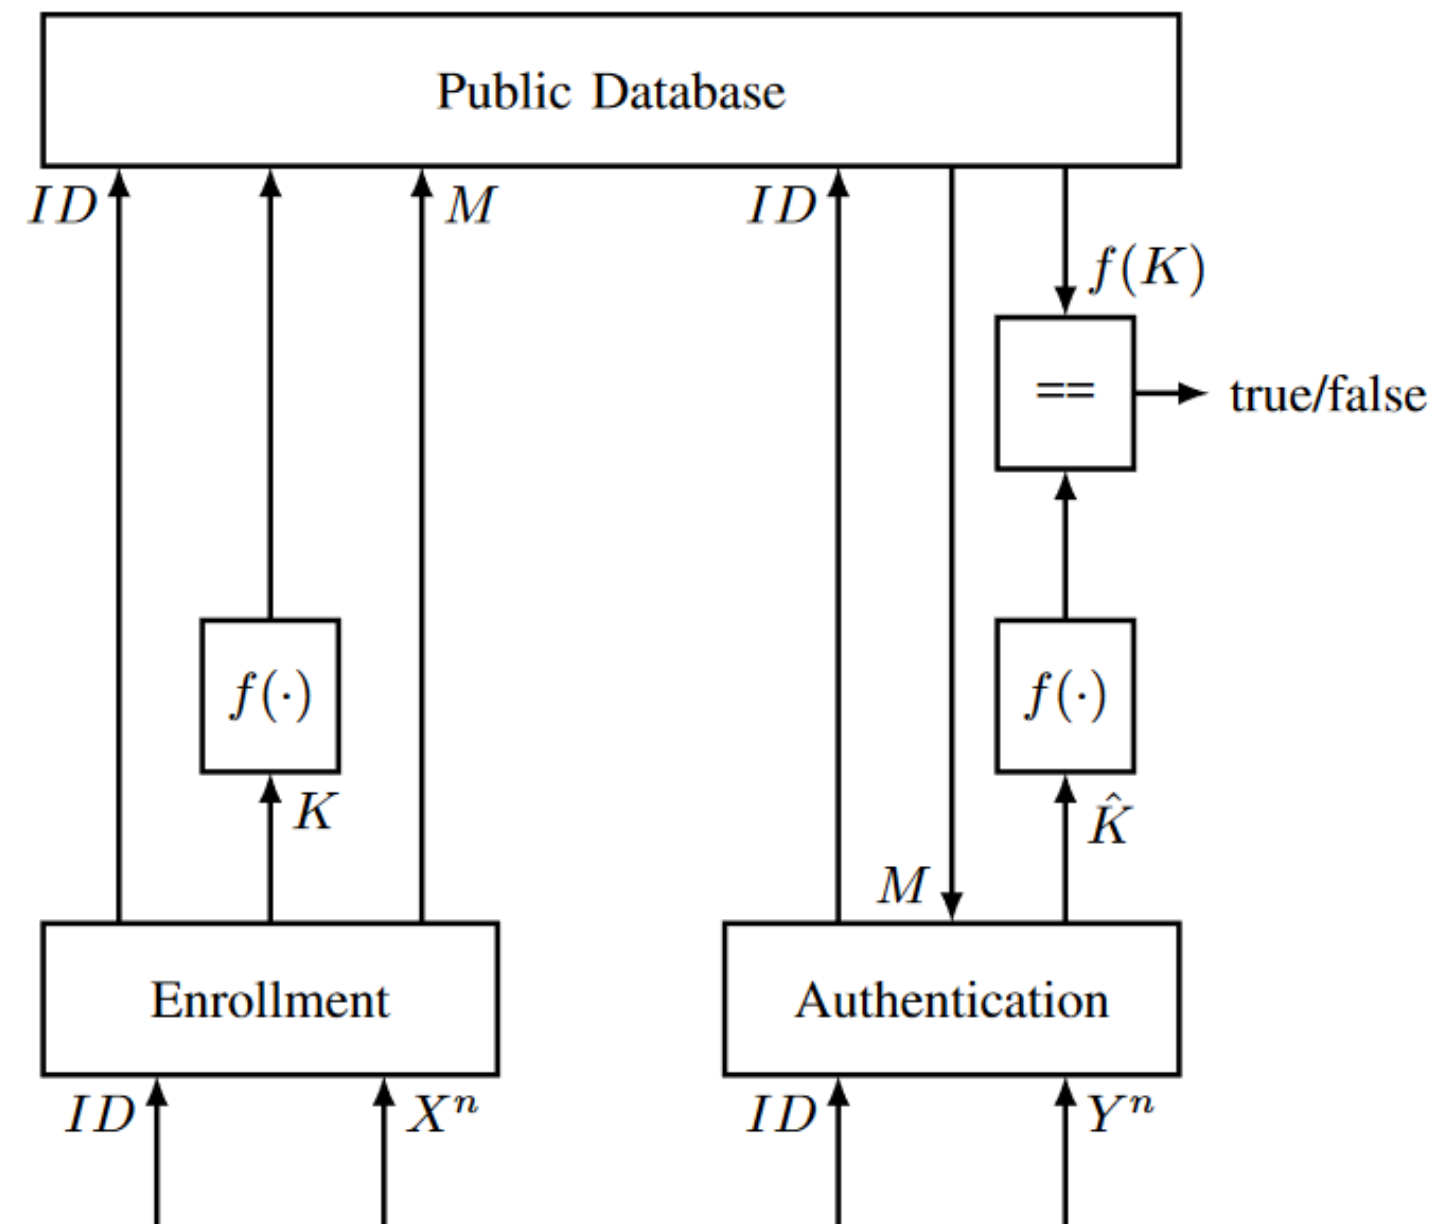 Public Database
ID M ID
f(K)
== true/false
f(·) f(·)
K K̂
M
Enrollment Authentication
ID Xⁿ ID Yⁿ